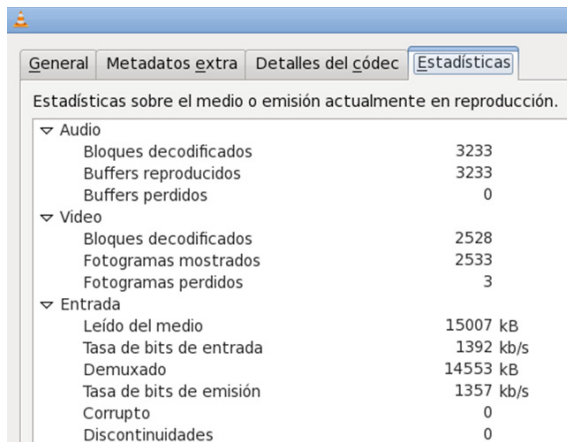 General Metadatos extra Detalles del códec Estadísticas
Estadísticas sobre el medio o emisión actualmente en reproducción.
Audio
Bloques decodificados 3233
Buffers reproducidos 3233
Buffers perdidos 0
Video
Bloques decodificados 2528
Fotogramas mostrados 2533
Fotogramas perdidos 3
Entrada
Leído del medio 15007 kB
Tasa de bits de entrada 1392 kb/s
Demuxado 14553 kB
Tasa de bits de emisión 1357 kb/s
Corrupto 0
Discontinuidades 0